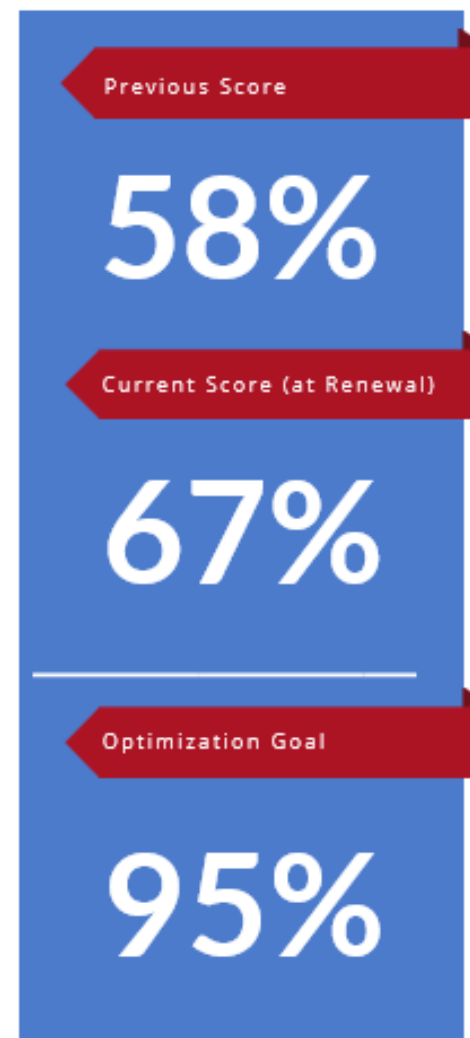 Previous Score
58%
Current Score (at Renewal)
67%
Optimization Goal
95%